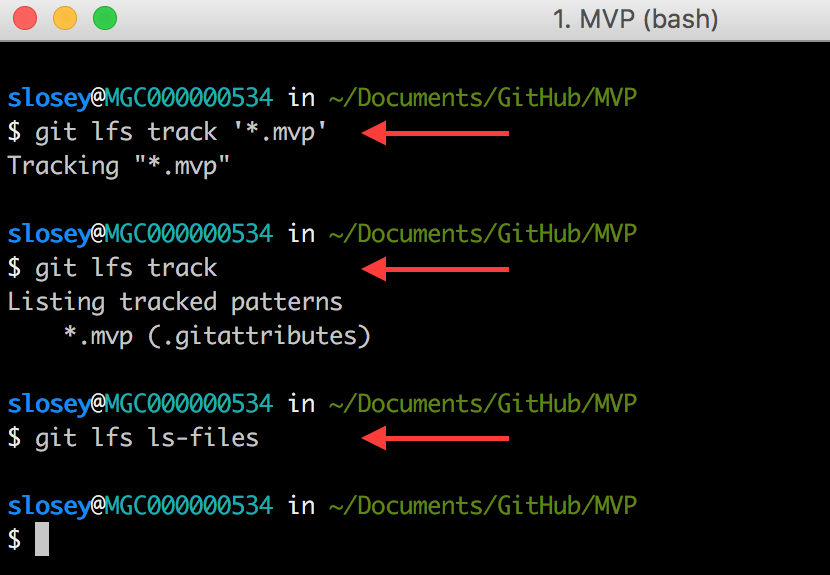 1. MVP (bash)
slosey@MGC000000534 in ~/Documents/GitHub/MVP
$ git lfs track '*.mvp'
Tracking "*.mvp"
slosey@MGC000000534 in ~/Documents/GitHub/MVP
$ git lfs track
Listing tracked patterns
    *.mvp (.gitattributes)
slosey@MGC000000534 in ~/Documents/GitHub/MVP
$ git lfs ls-files
slosey@MGC000000534 in ~/Documents/GitHub/MVP
$